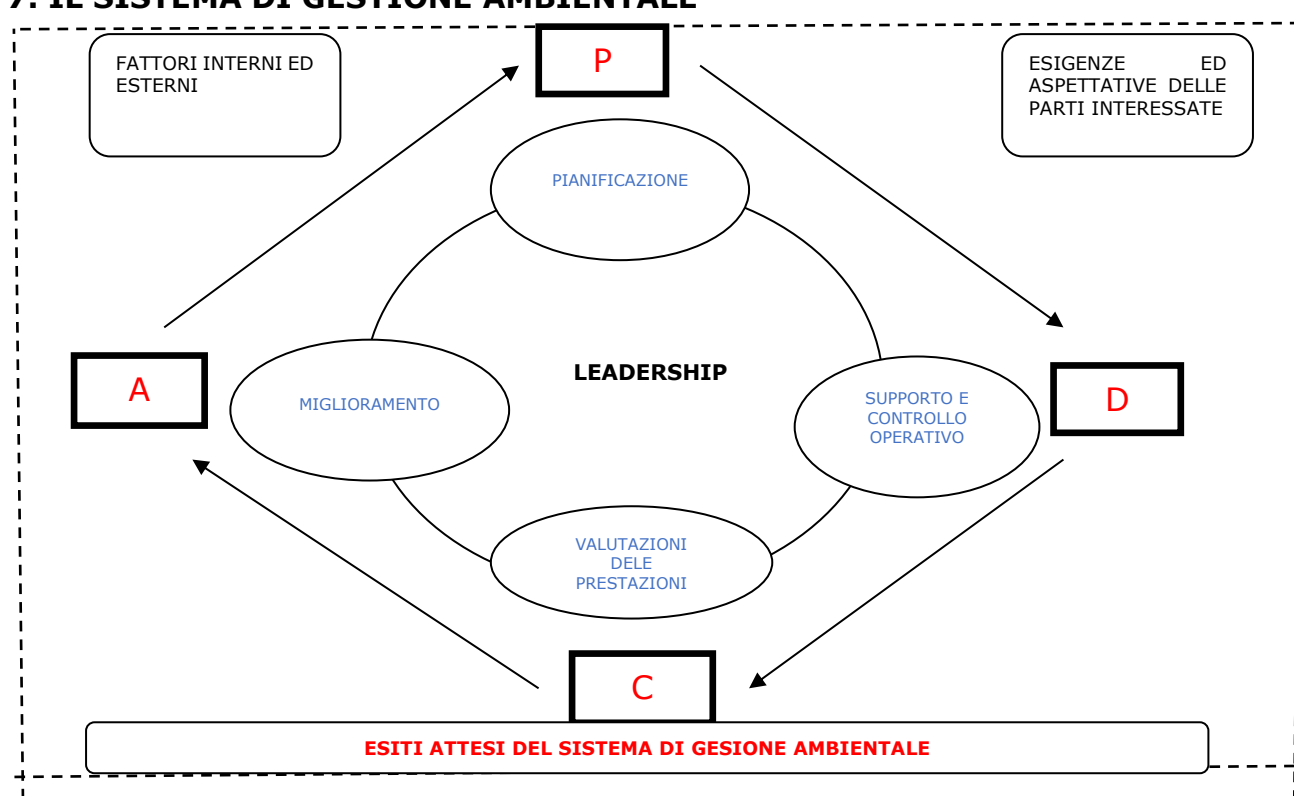 7. IL SISTEMA DI GESTIONE AMBIENTALE
FATTORI INTERNI ED
ESTERNI
P
ESIGENZE ED
ASPETTATIVE DELLE
PARTI INTERESSATE
PIANIFICAZIONE
A
MIGLIORAMENTO
LEADERSHIP
SUPPORTO E
CONTROLLO
OPERATIVO
D
VALUTAZIONI
DELE
PRESTAZIONI
C
ESITI ATTESI DEL SISTEMA DI GESIONE AMBIENTALE